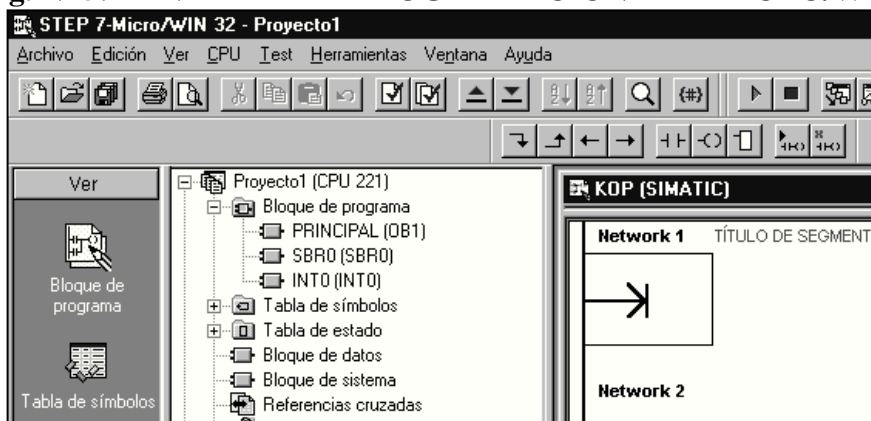 STEP 7-Micro/WIN 32 - Proyecto1
Archivo Edición Ver CPU Test Herramientas Ventana Ayuda
Ver
Bloque de
programa
Tabla de símbolos
Proyecto1 (CPU 221)
Bloque de programa
PRINCIPAL (OB1)
SBR0 (SBR0)
INT0 (INT0)
Tabla de símbolos
Tabla de estado
Bloque de datos
Bloque de sistema
Referencias cruzadas
KOP (SIMATIC)
Network 1 TÍTULO DE SEGMENT
Network 2